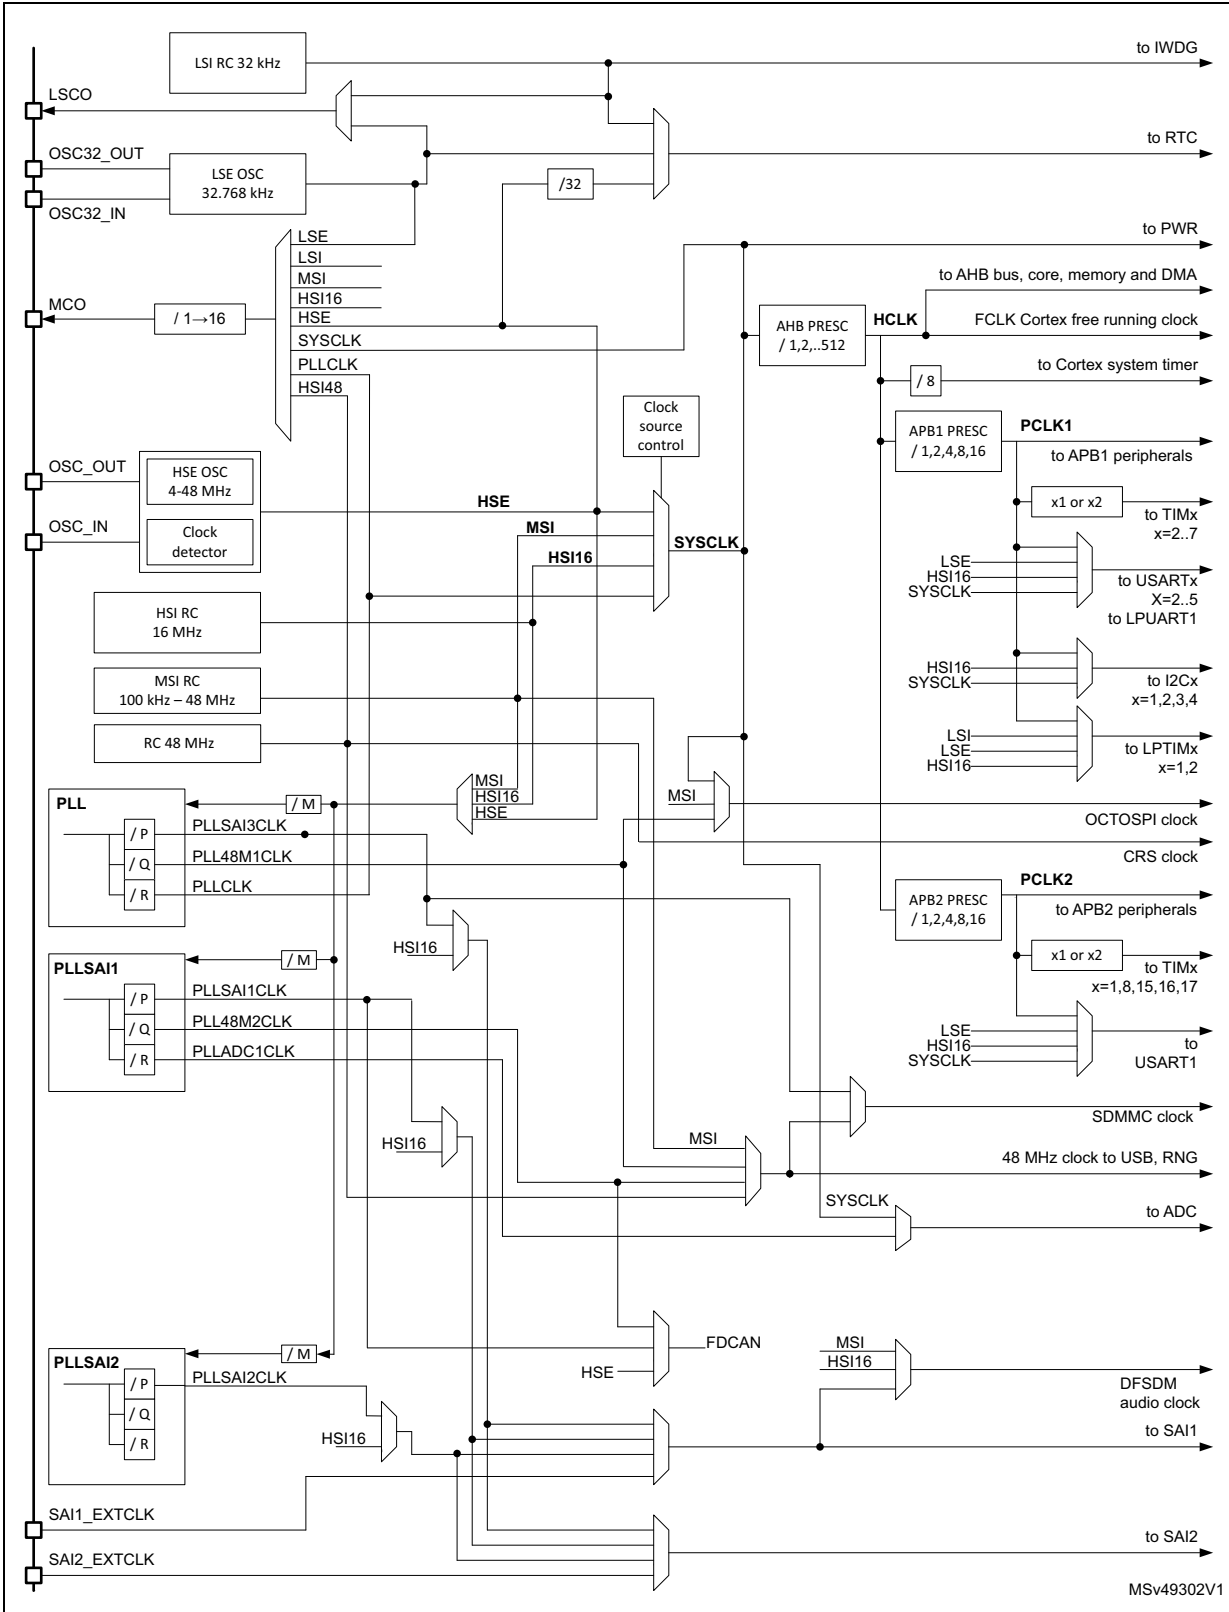 LSI RC 32 kHz
to IWDG
LSCO
to RTC
OSC32_OUT
LSE OSC
32.768 kHz
/32
OSC32_IN
LSE
to PWR
LSI
MSI
to AHB bus, core, memory and DMA
HSI16
MCO
/ 1→16
HSE
AHB PRESC
/ 1,2,..512
HCLK
FCLK Cortex free running clock
SYSCLK
PLLCLK
to Cortex system timer
/ 8
HSI48
Clock
source
control
APB1 PRESC
/ 1,2,4,8,16
PCLK1
to APB1 peripherals
OSC_OUT
HSE OSC
4-48 MHz
HSE
x1 or x2
to TIMx
x=2..7
OSC_IN
Clock
detector
MSI
SYSCLK
HSI16
LSE
HSI16
SYSCLK
to USARTx
X=2..5
to LPUART1
HSI RC
16 MHz
HSI16
SYSCLK
to I2Cx
x=1,2,3,4
MSI RC
100 kHz – 48 MHz
RC 48 MHz
LSI
LSE
HSI16
to LPTIMx
x=1,2
MSI
HSI16
HSE
MSI
OCTOSPI clock
PLL
/ M
/ P
PLLSAI3CLK
/ Q
PLL48M1CLK
/ R
PLLCLK
CRS clock
APB2 PRESC
/ 1,2,4,8,16
PCLK2
to APB2 peripherals
HSI16
x1 or x2
to TIMx
x=1,8,15,16,17
PLLSAI1
/ M
/ P
PLLSAI1CLK
/ Q
PLL48M2CLK
/ R
PLLADC1CLK
LSE
HSI16
SYSCLK
to
USART1
SDMMC clock
HSI16
MSI
48 MHz clock to USB, RNG
SYSCLK
to ADC
FDCAN
HSE
MSI
HSI16
DFSDM
audio clock
PLLSAI2
/ M
/ P
PLLSAI2CLK
/ Q
/ R
HSI16
to SAI1
SAI1_EXTCLK
to SAI2
SAI2_EXTCLK
MSv49302V1